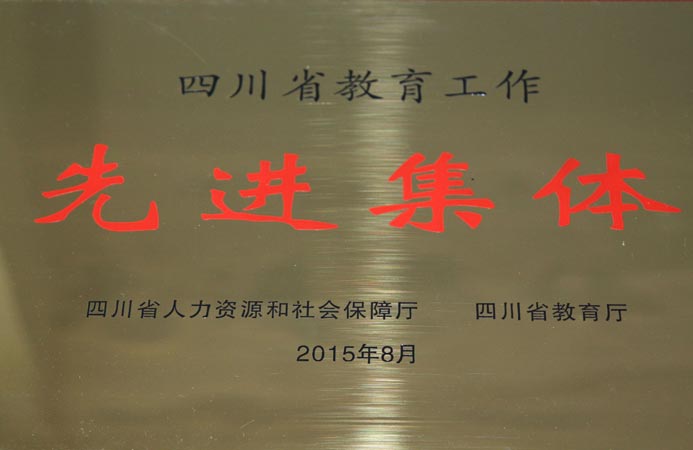 四川省教育工作
先进集体
四川省人力资源和社会保障厅 四川省教育厅
2015年8月